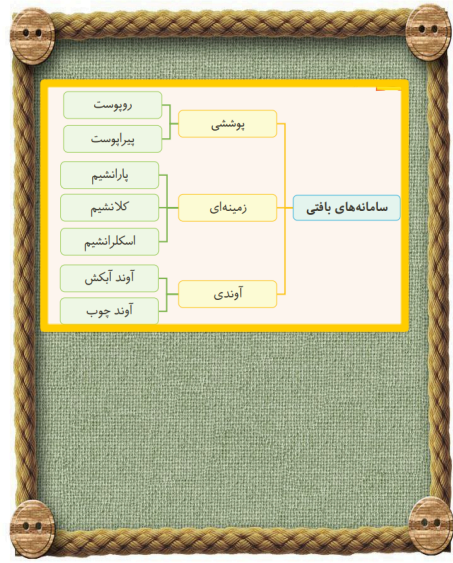 سامانه‌های بافتی
پوششی
روپوست
پیراپوست
زمینه‌ای
پارانشیم
کلانشیم
اسکلرانشیم
آوندی
آوند آبکش
آوند چوب